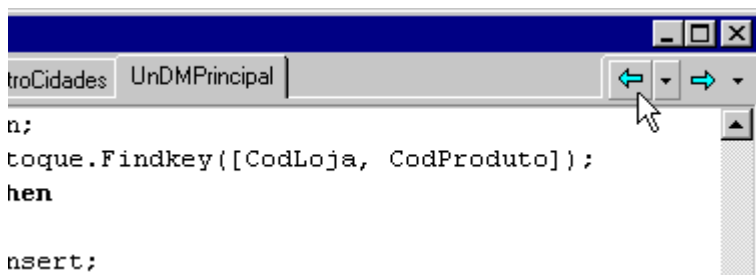 troCidades UnDMPrincipal
n;
toque.Findkey([CodLoja, CodProduto]);
hen
nsert;